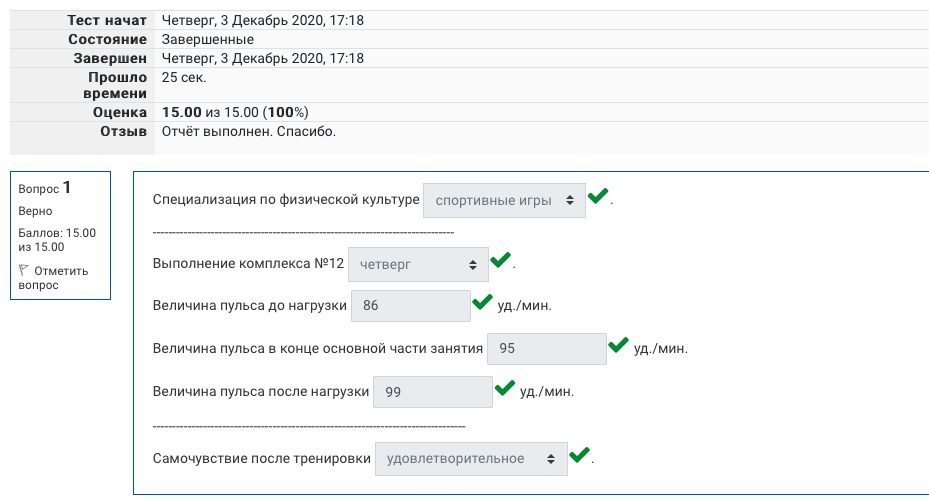 Тест начат Четверг, 3 Декабрь 2020, 17:18
Состояние Завершенные
Завершен Четверг, 3 Декабрь 2020, 17:18
Прошло времени 25 сек.
Оценка 15.00 из 15.00 (100%)
Отзыв Отчёт выполнен. Спасибо.
Вопрос 1
Верно
Баллов: 15.00
из 15.00
Отметить
вопрос
Специализация по физической культуре спортивные игры .
Выполнение комплекса №12 четверг .
Величина пульса до нагрузки 86 уд./мин.
Величина пульса в конце основной части занятия 95 уд./мин.
Величина пульса после нагрузки 99 уд./мин.
Самочувствие после тренировки удовлетворительное .